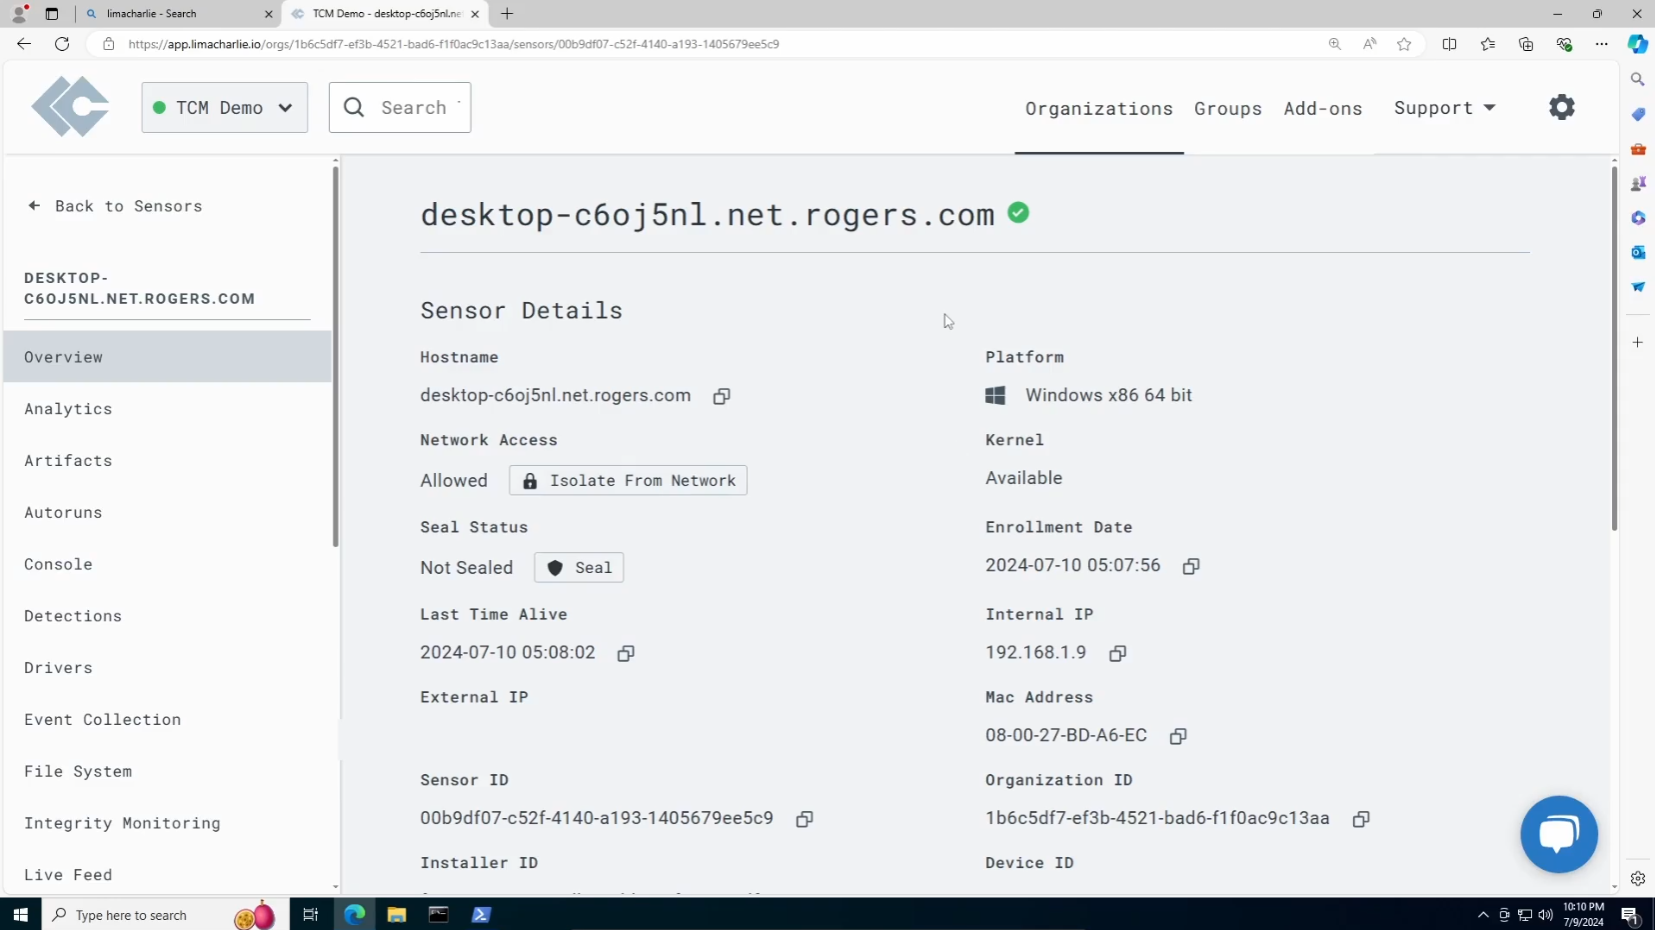 limacharlie - Search
TCM Demo - desktop-c6oj5nl.net
https://app.limacharlie.io/orgs/1b6c5df7-ef3b-4521-bad6-f1f0ac9c13aa/sensors/00b9df07-c52f-4140-a193-1405679ee5c9
TCM Demo
Search
Organizations
Groups
Add-ons
Support
Back to Sensors
DESKTOP-
C6OJ5NL.NET.ROGERS.COM
Overview
Analytics
Artifacts
Autoruns
Console
Detections
Drivers
Event Collection
File System
Integrity Monitoring
Live Feed
desktop-c6oj5nl.net.rogers.com
Sensor Details
Hostname
desktop-c6oj5nl.net.rogers.com
Platform
Windows x86 64 bit
Network Access
Allowed
Isolate From Network
Kernel
Available
Seal Status
Not Sealed
Seal
Enrollment Date
2024-07-10 05:07:56
Last Time Alive
2024-07-10 05:08:02
Internal IP
192.168.1.9
External IP
Mac Address
08-00-27-BD-A6-EC
Sensor ID
00b9df07-c52f-4140-a193-1405679ee5c9
Organization ID
1b6c5df7-ef3b-4521-bad6-f1f0ac9c13aa
Installer ID
Device ID
Type here to search
10:10 PM
7/9/2024
1